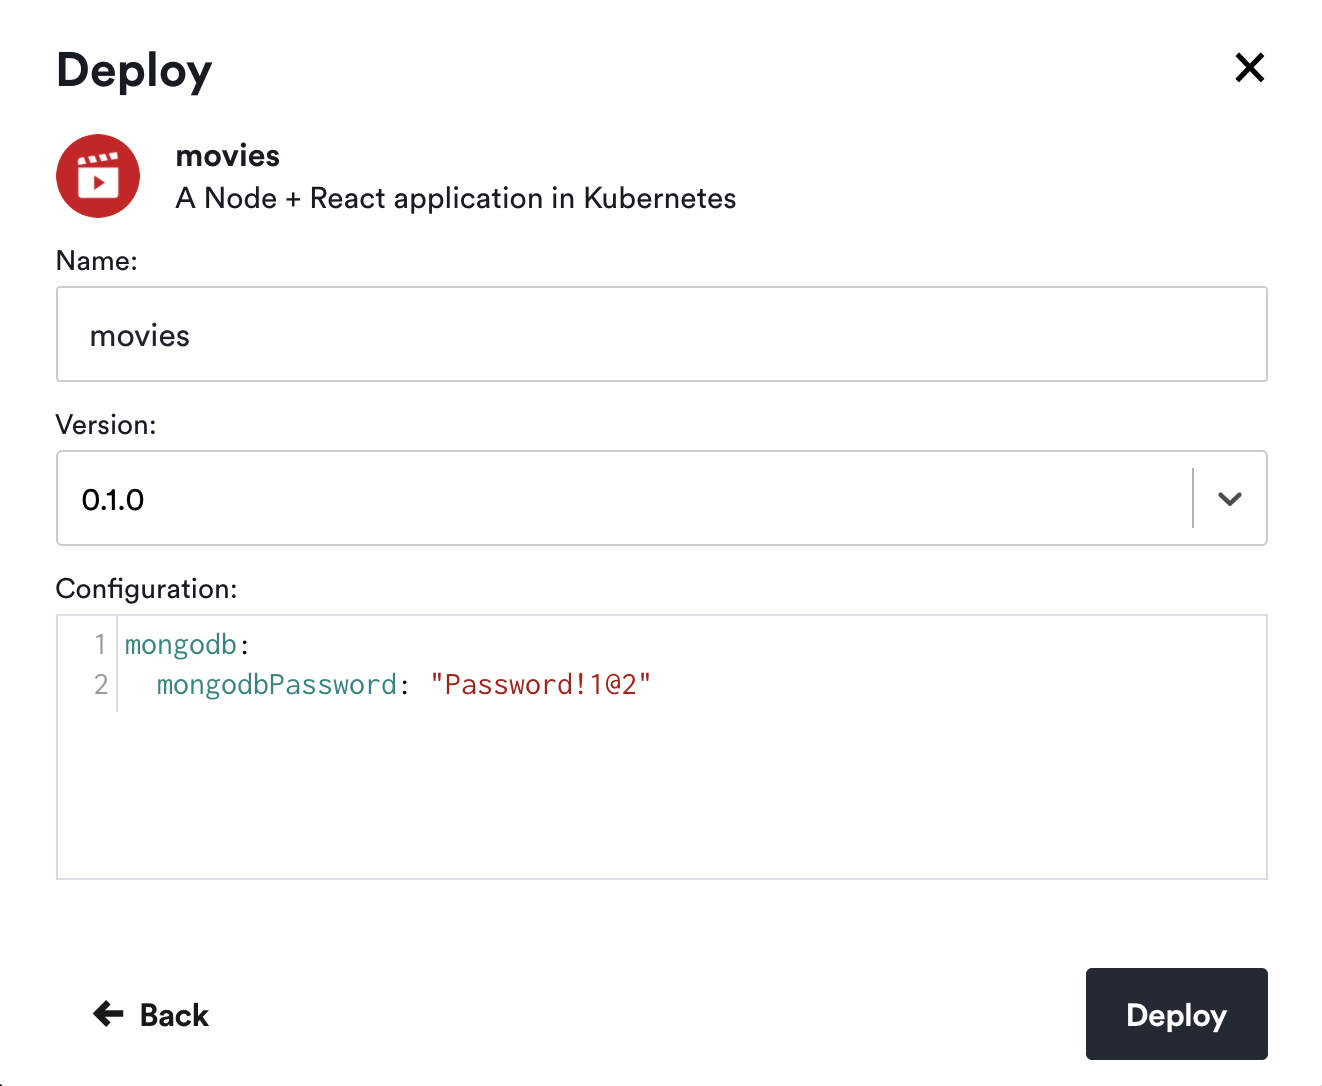 Deploy
movies
A Node + React application in Kubernetes
Name:
movies
Version:
0.1.0
Configuration:
1 mongodb:
2   mongodbPassword: "Password!1@2"
Back
Deploy